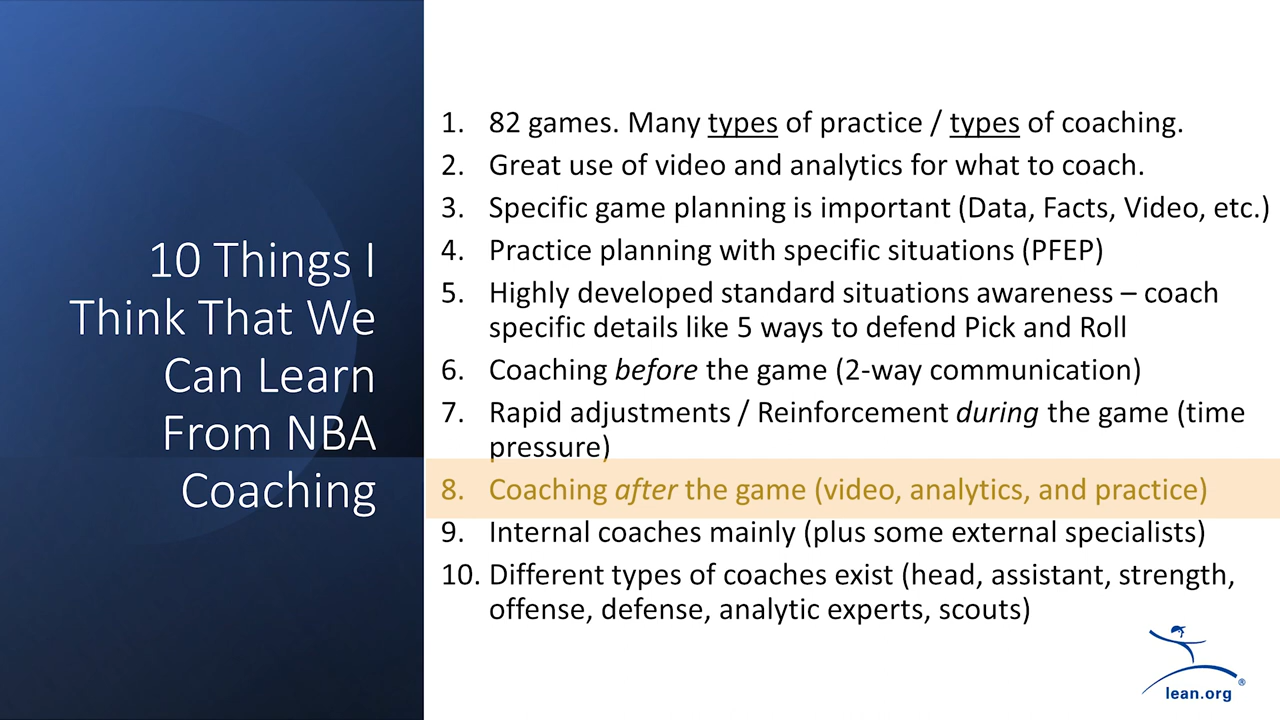 10 Things I
Think That We
Can Learn
From NBA
Coaching
1. 82 games. Many types of practice / types of coaching.
2. Great use of video and analytics for what to coach.
3. Specific game planning is important (Data, Facts, Video, etc.)
4. Practice planning with specific situations (PFEP)
5. Highly developed standard situations awareness – coach
specific details like 5 ways to defend Pick and Roll
6. Coaching before the game (2-way communication)
7. Rapid adjustments / Reinforcement during the game (time
pressure)
8. Coaching after the game (video, analytics, and practice)
9. Internal coaches mainly (plus some external specialists)
10. Different types of coaches exist (head, assistant, strength,
offense, defense, analytic experts, scouts)
lean.org®